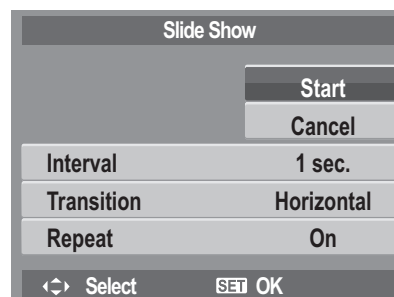 Slide Show
Start
Cancel
Interval 1 sec.
Transition Horizontal
Repeat On
Select SET OK